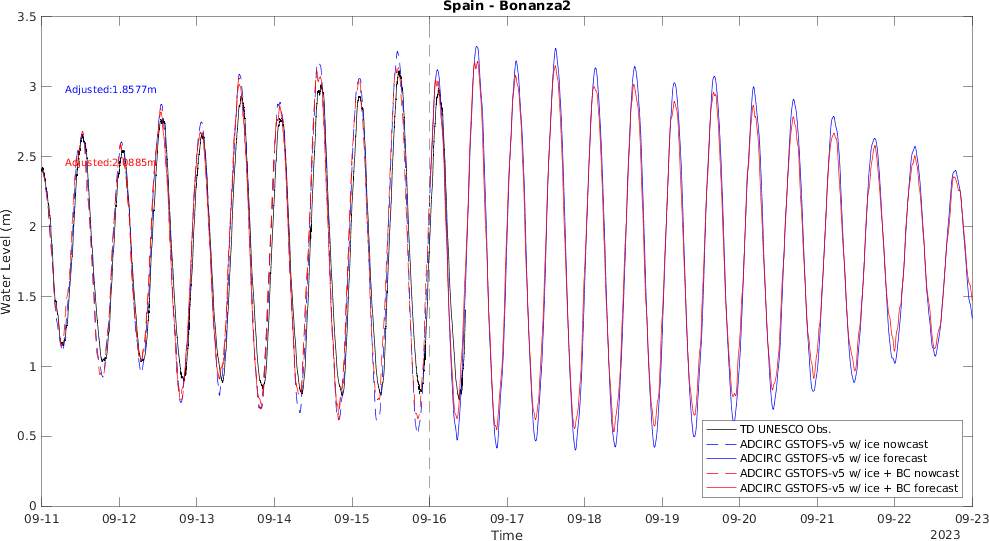 Spain - Bonanza2
3.5
3
2.5
2
1.5
1
0.5
0
Water Level (m)
Adjusted:1.8577m
Adjusted:2.0885m
TD UNESCO Obs.
ADCIRC GSTOFS-v5 w/ ice nowcast
ADCIRC GSTOFS-v5 w/ ice forecast
ADCIRC GSTOFS-v5 w/ ice + BC nowcast
ADCIRC GSTOFS-v5 w/ ice + BC forecast
09-11 09-12 09-13 09-14 09-15 09-16 09-17 09-18 09-19 09-20 09-21 09-22 09-23
Time
2023